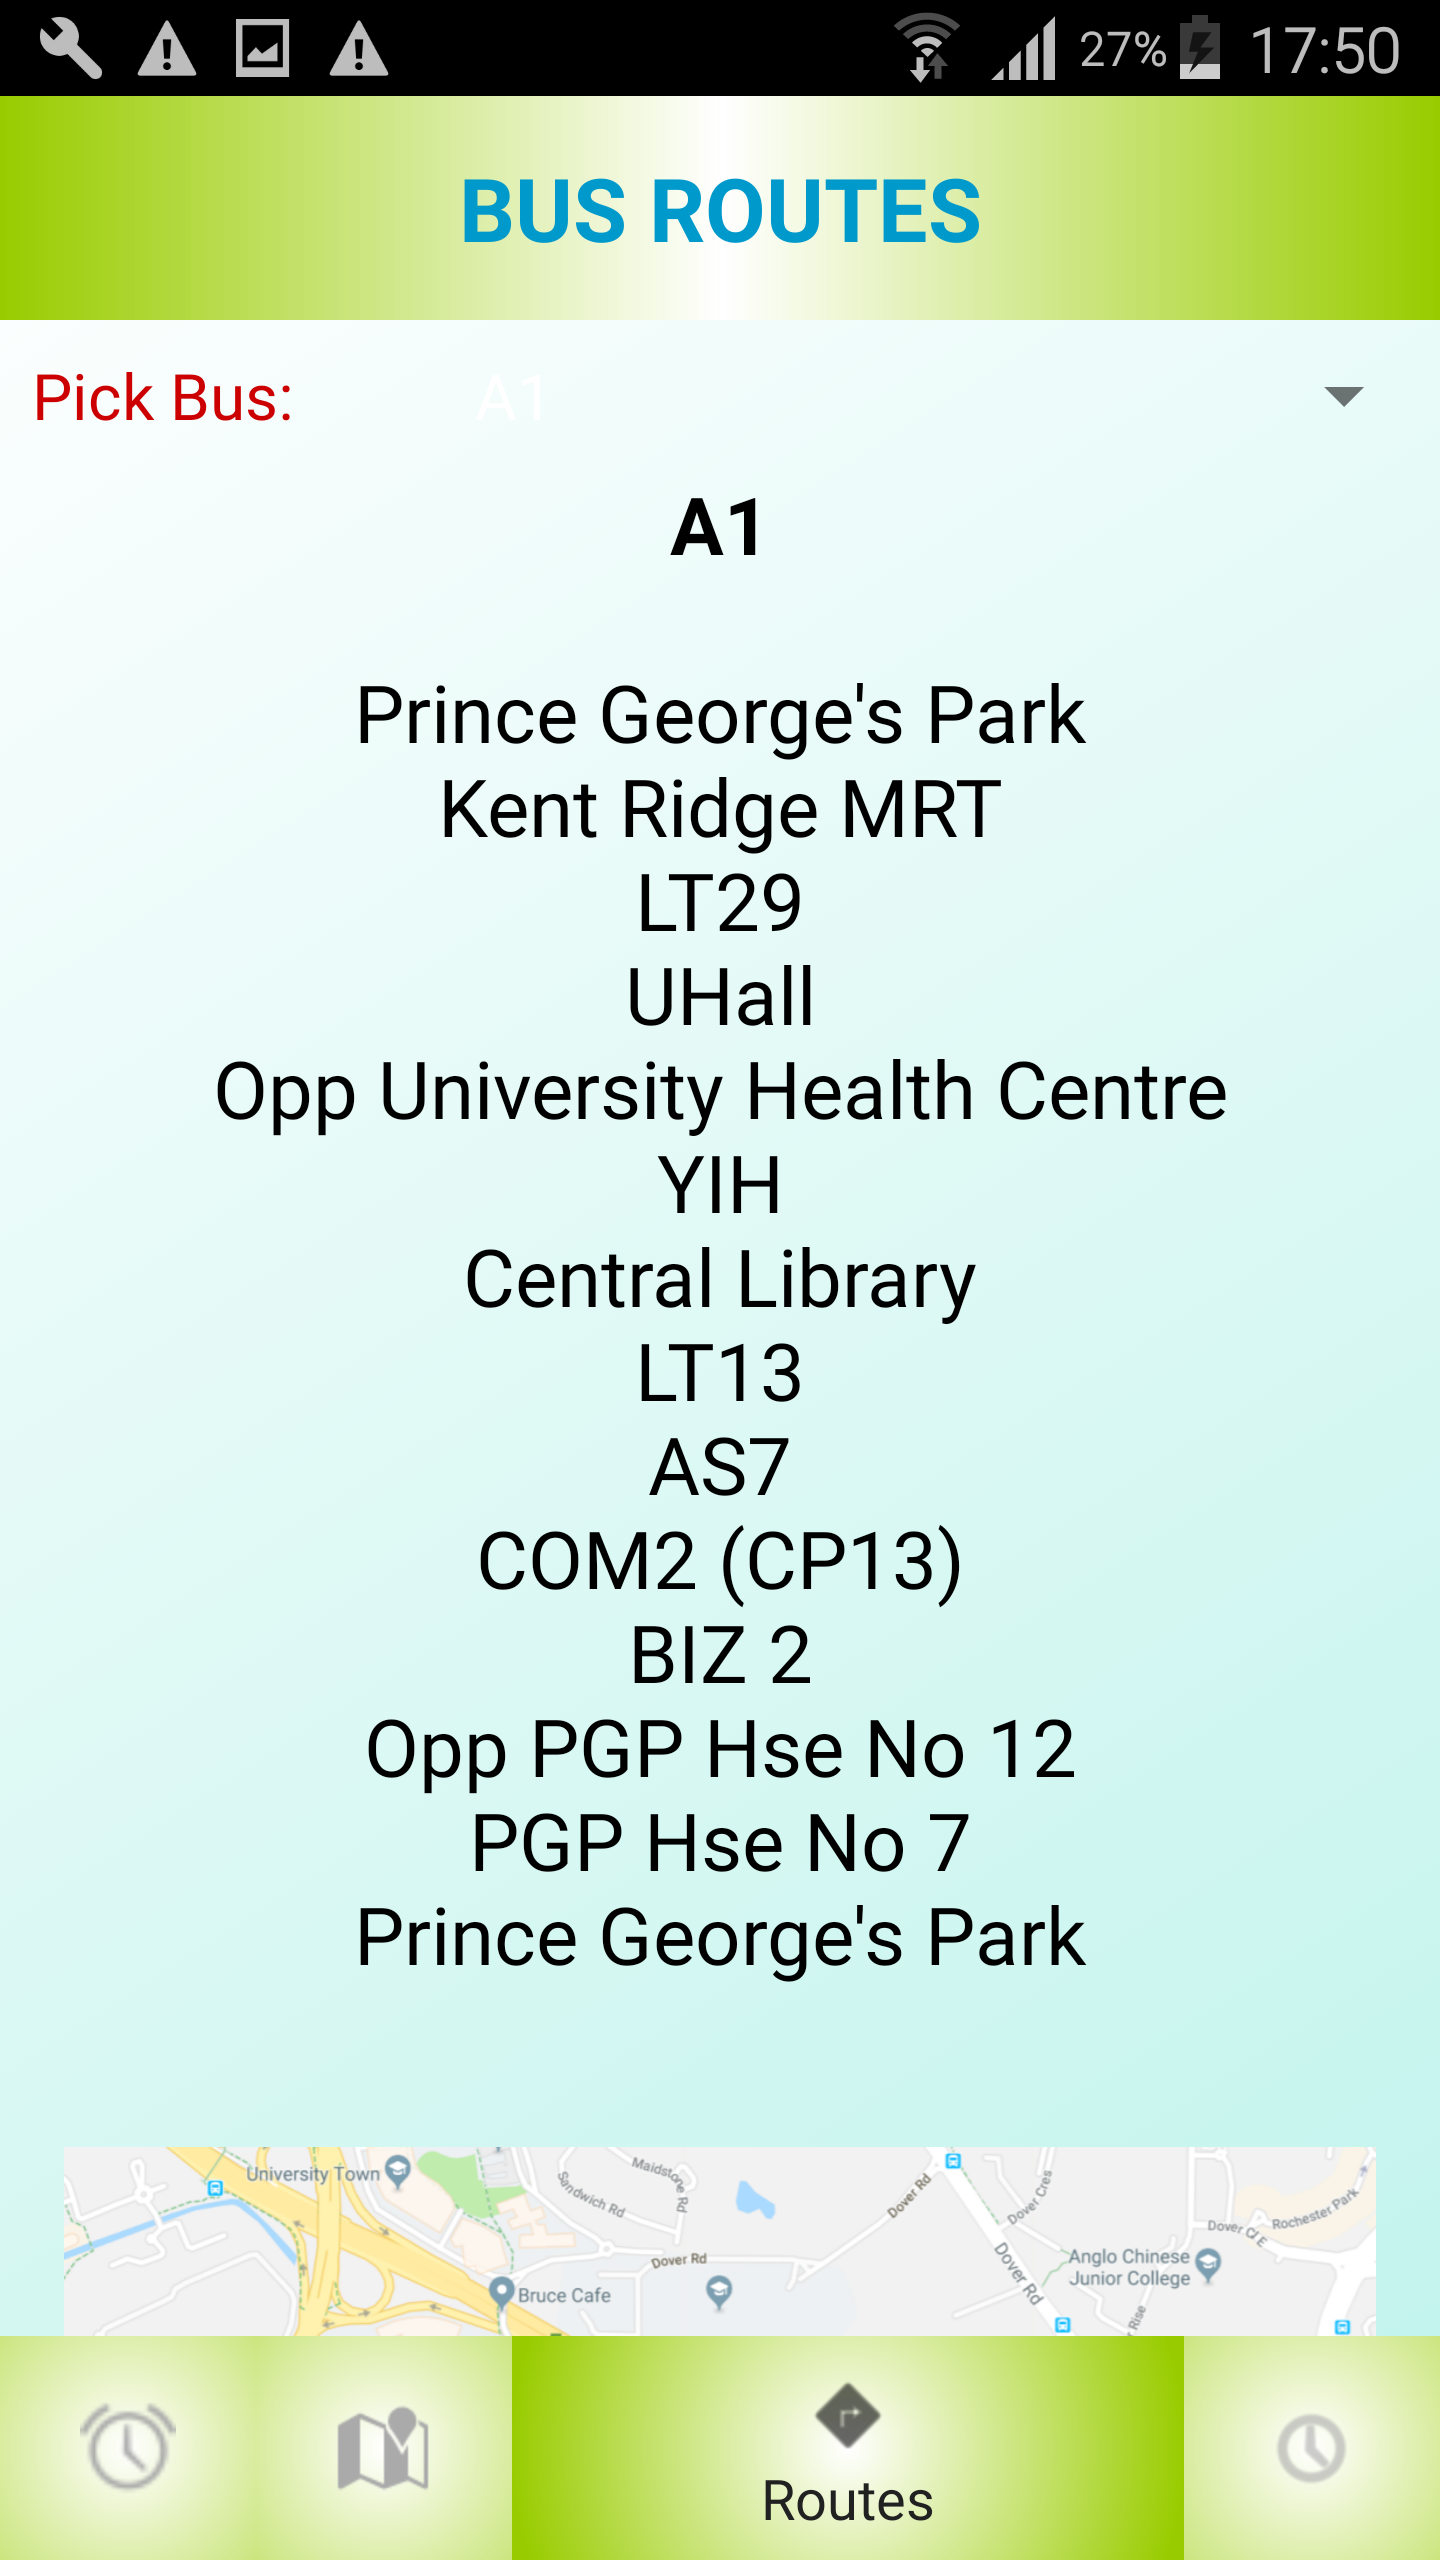 27% 17:50
BUS ROUTES
Pick Bus: A1
A1
Prince George's Park
Kent Ridge MRT
LT29
UHall
Opp University Health Centre
YIH
Central Library
LT13
AS7
COM2 (CP13)
BIZ 2
Opp PGP Hse No 12
PGP Hse No 7
Prince George's Park
University Town
Sandwich Rd
Maidstone Rd
Dover Rd
Dover Rd
Dover Cres
Dover Cl E
Rochester Park
Dover Rd
Anglo Chinese
Junior College
Bruce Cafe
Rise
Routes